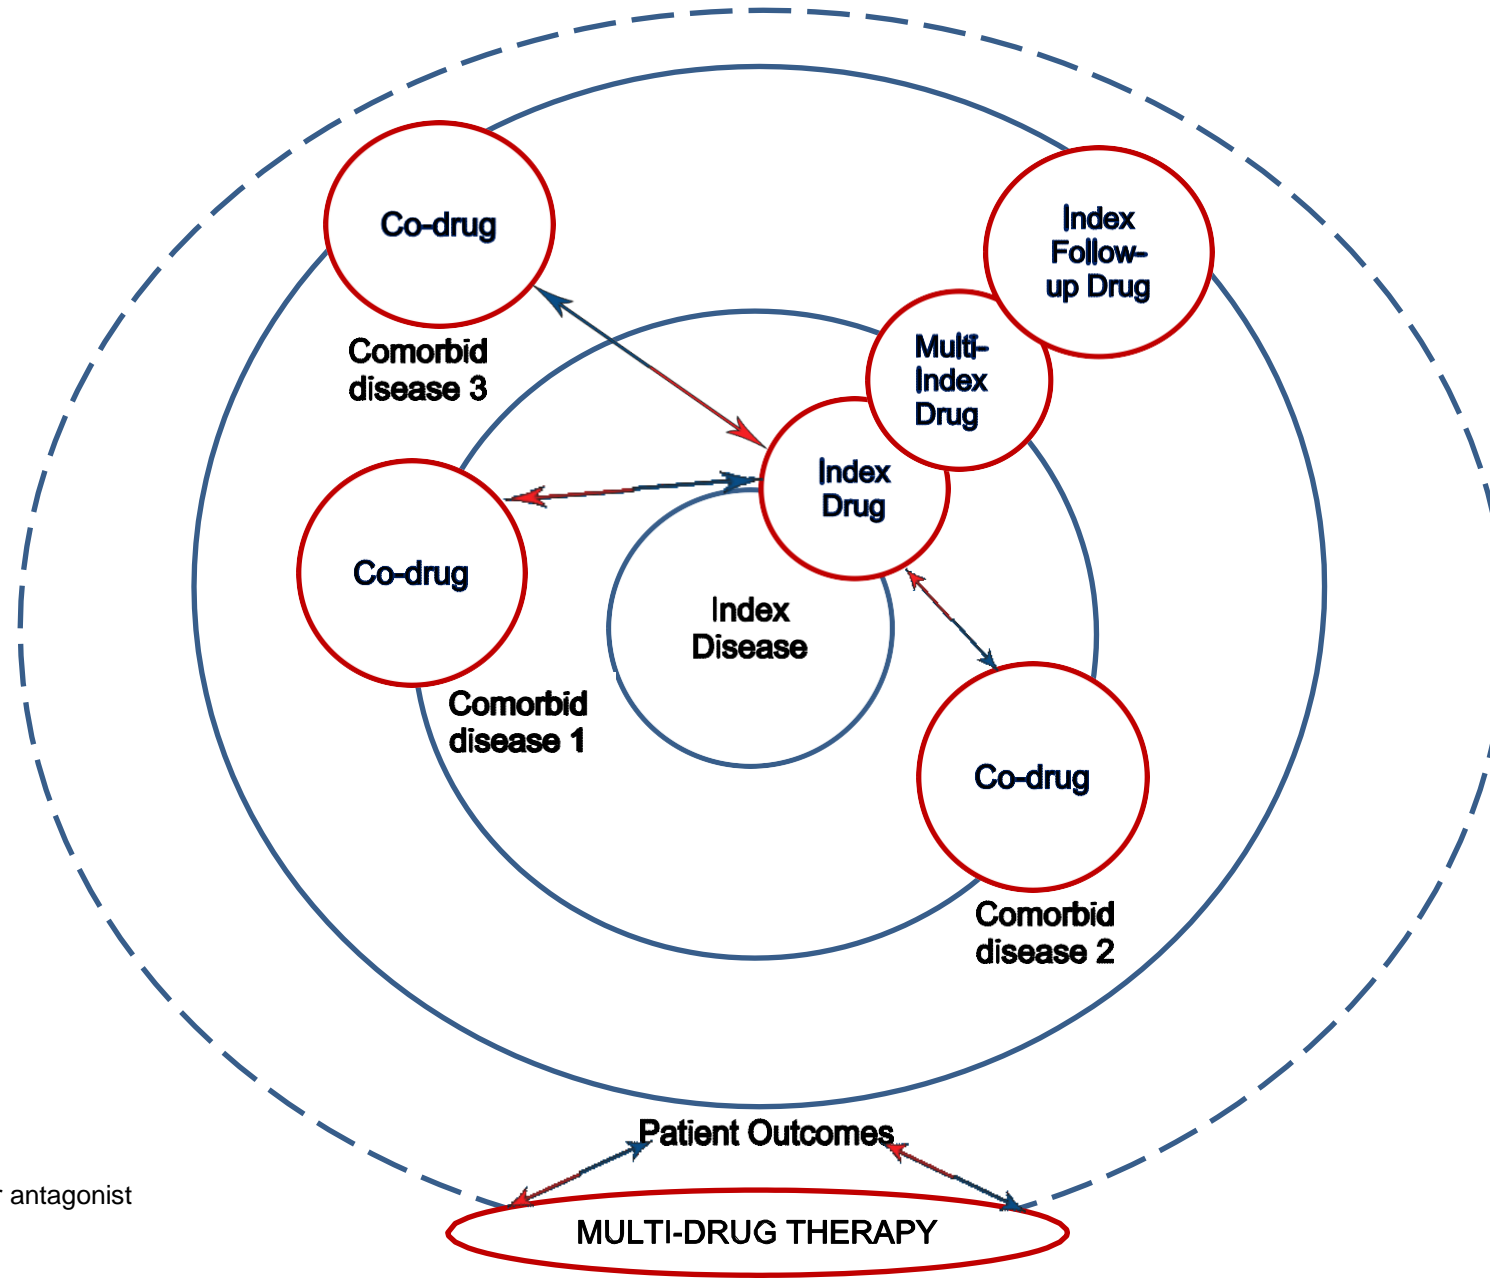 Co-drug
Index
Follow-
up Drug
Comorbid
disease 3
Multi-
Index
Drug
Index
Drug
Co-drug
Index
Disease
Comorbid
disease 1
Co-drug
Comorbid
disease 2
Patient Outcomes
antagonist
MULTI-DRUG THERAPY